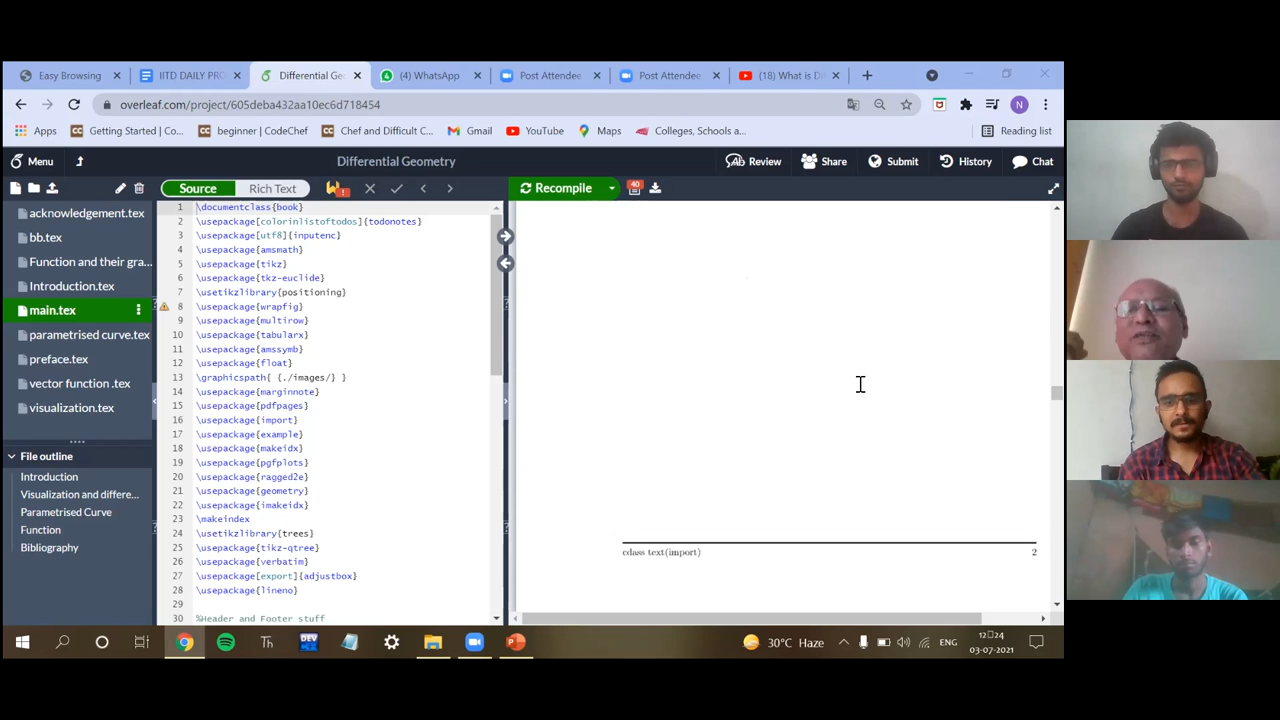 Easy Browsing
IITD DAILY PRO
Differential Geo
(4) WhatsApp
Post Attendee
Post Attendee
(18) What is Di
overleaf.com/project/605deba432aa10ec6d718454
N
Apps
Getting Started | Co...
beginner | CodeChef
Chef and Difficult C...
Gmail
YouTube
Maps
Colleges, Schools a...
Reading list
Menu
Differential Geometry
Review
Share
Submit
History
Chat
Source
Rich Text
Recompile
40
acknowledgement.tex
bb.tex
Function and their gra...
Introduction.tex
main.tex
parametrised curve.tex
preface.tex
vector function .tex
visualization.tex
File outline
Introduction
Visualization and differe...
Parametrised Curve
Function
Bibliography
1 \documentclass{book}
2 \usepackage[colorinlistoftodos]{todonotes}
3 \usepackage[utf8]{inputenc}
4 \usepackage{amsmath}
5 \usepackage{tikz}
6 \usepackage{tkz-euclide}
7 \usetikzlibrary{positioning}
8 \usepackage{wrapfig}
9 \usepackage{multirow}
10 \usepackage{tabularx}
11 \usepackage{amssymb}
12 \usepackage{float}
13 \graphicspath{ {./images/} }
14 \usepackage{marginnote}
15 \usepackage{pdfpages}
16 \usepackage{import}
17 \usepackage{example}
18 \usepackage{makeidx}
19 \usepackage{pgfplots}
20 \usepackage{ragged2e}
21 \usepackage{geometry}
22 \usepackage{imakeidx}
23 \makeindex
24 \usetikzlibrary{trees}
25 \usepackage{tikz-qtree}
26 \usepackage{verbatim}
27 \usepackage[export]{adjustbox}
28 \usepackage{lineno}
29
30 %Header and Footer stuff
cdass text(import) 2
Th
DEV
30°C Haze
ENG
12:24
03-07-2021